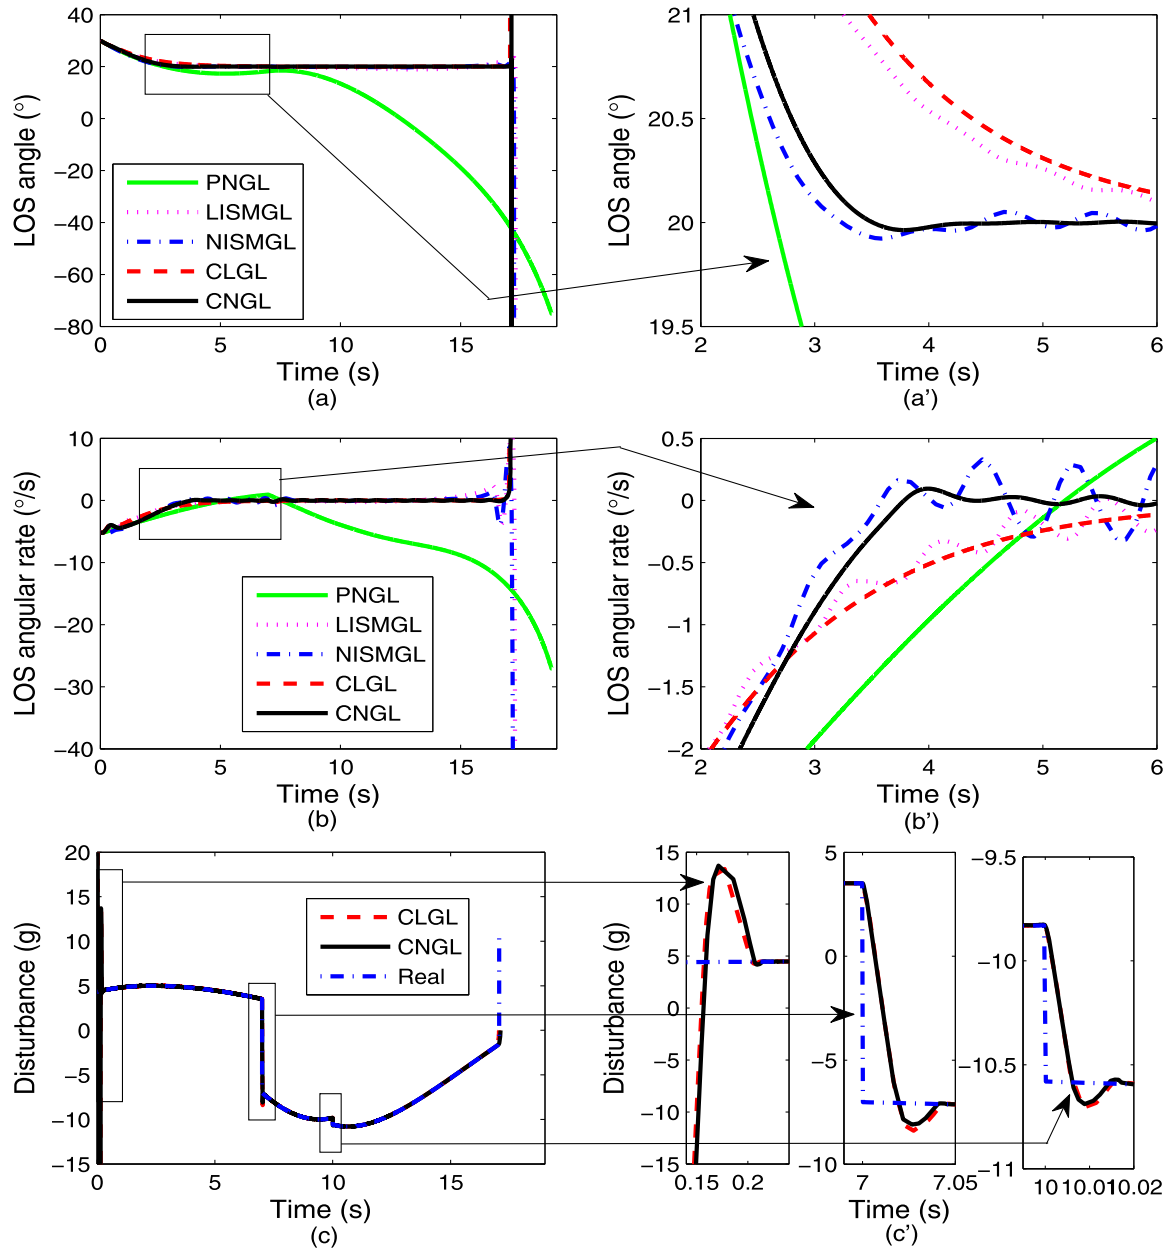 40
20
0
−20
−40
−60
−80
LOS angle (°)
PNGL
LISMGL
NISMGL
CLGL
CNGL
0 5 10 15
Time (s)
(a)
21
20.5
20
19.5
LOS angle (°)
2 3 4 5 6
Time (s)
(a')
10
0
−10
−20
−30
−40
LOS angular rate (°/s)
PNGL
LISMGL
NISMGL
CLGL
CNGL
0 5 10 15
Time (s)
(b)
0.5
0
−0.5
−1
−1.5
−2
LOS angular rate (°/s)
2 3 4 5 6
Time (s)
(b')
20
15
10
5
0
−5
−10
−15
Disturbance (g)
CLGL
CNGL
Real
0 5 10 15
Time (s)
(c)
Disturbance (g)
15
10
5
0
−5
−10
−15
0.15 0.2
5
0
−5
−10
7 7.05
−9.5
−10
−10.5
−11
10 10.01 10.02
Time (s)
(c')